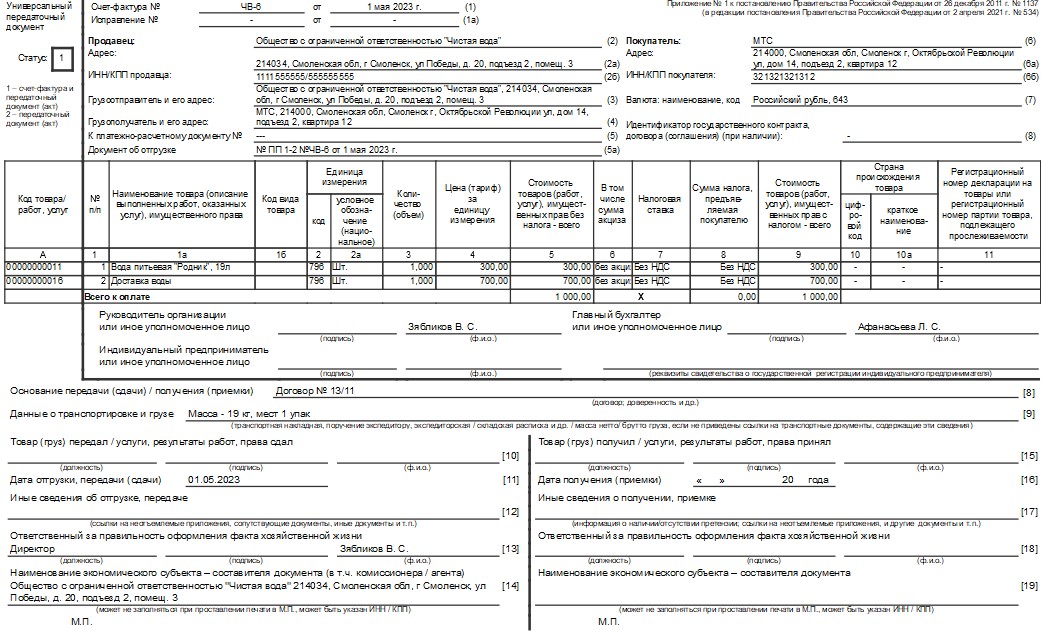 Универсальный передаточный документ
Счет-фактура № ЧВ-6 от 1 мая 2023 г. (1)
Исправление № - от - (1а)
Приложение № 1 к постановлению Правительства Российской Федерации от 26 декабря 2011 г. № 1137
(в редакции постановления Правительства Российской Федерации от 2 апреля 2021 г. № 534)
Статус: 1
1 – счет-фактура и передаточный документ (акт)
2 – передаточный документ (акт)
Продавец: Общество с ограниченной ответственностью "Чистая вода" (2)
Адрес: 214034, Смоленская обл, г Смоленск, ул Победы, д. 20, подъезд 2, помещ. 3 (2а)
ИНН/КПП продавца: 1111555555/555555555 (2б)
Грузоотправитель и его адрес: Общество с ограниченной ответственностью "Чистая вода", 214034, Смоленская обл, г Смоленск, ул Победы, д. 20, подъезд 2, помещ. 3 (3)
Грузополучатель и его адрес: МТС, 214000, Смоленская обл, Смоленск г, Октябрьской Революции ул, дом 14, подъезд 2, квартира 12 (4)
К платежно-расчетному документу № --- (5)
Документ об отгрузке № ПП 1-2 №ЧВ-6 от 1 мая 2023 г. (5а)
Покупатель: МТС (6)
Адрес: 214000, Смоленская обл, Смоленск г, Октябрьской Революции ул, дом 14, подъезд 2, квартира 12 (6а)
ИНН/КПП покупателя: 321321321312 (6б)
Валюта: наименование, код Российский рубль, 643 (7)
Идентификатор государственного контракта, договора (соглашения) (при наличии): - (8)
Код товара/ работ, услуг
№ п/п
Наименование товара (описание выполненных работ, оказанных услуг), имущественного права
Код вида товара
Единица измерения
код
условное обозна-чение (нацио-нальное)
Коли-чество (объем)
Цена (тариф) за единицу измерения
Стоимость товаров (работ, услуг), имущест-венных прав без налога - всего
В том числе сумма акциза
Налоговая ставка
Сумма налога, предъяв-ляемая покупателю
Стоимость товаров (работ, услуг), имущест-венных прав с налогом - всего
Страна происхождения товара
циф-ро-вой код
краткое наименова-ние
Регистрационный номер декларации на товары или регистрационный номер партии товара, подлежащего прослеживаемости
А 1 1а 1б 2 2а 3 4 5 6 7 8 9 10 10а 11
00000000011 1 Вода питьевая "Родник", 19л 796 Шт. 1,000 300,00 300,00 без акци Без НДС Без НДС 300,00 - - -
00000000016 2 Доставка воды 796 Шт. 1,000 700,00 700,00 без акци Без НДС Без НДС 700,00 - - -
Всего к оплате 1 000,00 Х 0,00 1 000,00
Руководитель организации
или иное уполномоченное лицо Зябликов В. С.
(подпись) (ф.и.о.)
Главный бухгалтер
или иное уполномоченное лицо Афанасьева Л. С.
(подпись) (ф.и.о.)
Индивидуальный предприниматель
или иное уполномоченное лицо
(подпись) (ф.и.о.)
(реквизиты свидетельства о государственной регистрации индивидуального предпринимателя)
Основание передачи (сдачи) / получения (приемки) Договор № 13/11 [8]
(договор; доверенность и др.)
Данные о транспортировке и грузе Масса - 19 кг, мест 1 упак [9]
(транспортная накладная, поручение экспедитору, экспедиторская / складская расписка и др. / масса нетто/ брутто груза, если не приведены ссылки на транспортные документы, содержащие эти сведения)
Товар (груз) передал / услуги, результаты работ, права сдал
[10]
(должность) (подпись) (ф.и.о.)
Дата отгрузки, передачи (сдачи) 01.05.2023 [11]
Иные сведения об отгрузке, передаче
[12]
(ссылки на неотъемлемые приложения, сопутствующие документы, иные документы и т.п.)
Ответственный за правильность оформления факта хозяйственной жизни
Директор Зябликов В. С. [13]
(должность) (подпись) (ф.и.о.)
Наименование экономического субъекта – составителя документа (в т.ч. комиссионера / агента)
Общество с ограниченной ответственностью "Чистая вода" 214034, Смоленская обл, г Смоленск, ул [14]
Победы, д. 20, подъезд 2, помещ. 3
(может не заполняться при проставлении печати в М.П., может быть указан ИНН / КПП)
М.П.
Товар (груз) получил / услуги, результаты работ, права принял
[15]
(должность) (подпись) (ф.и.о.)
Дата получения (приемки) « » 20 года [16]
Иные сведения о получении, приемке
[17]
(информация о наличии/отсутствии претензии; ссылки на неотъемлемые приложения, и другие документы и т.п.)
Ответственный за правильность оформления факта хозяйственной жизни
[18]
(должность) (подпись) (ф.и.о.)
Наименование экономического субъекта – составителя документа
[19]
(может не заполняться при проставлении печати в М.П., может быть указан ИНН / КПП)
М.П.